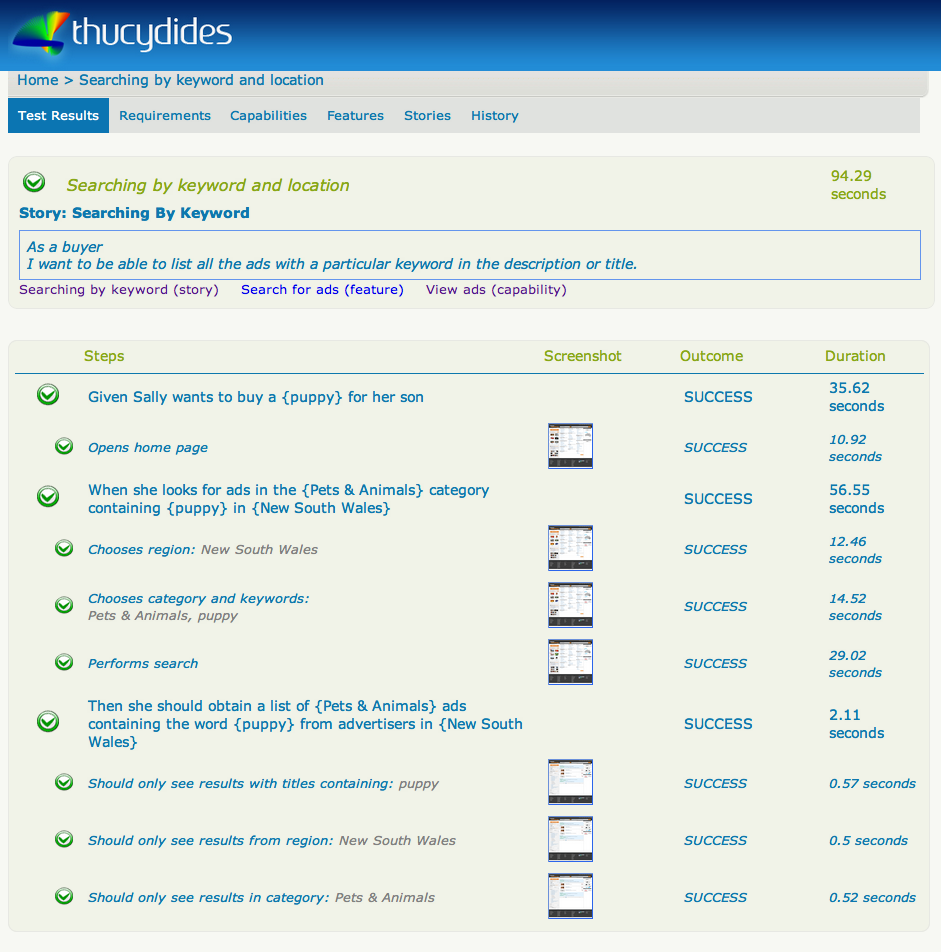 thucydides
Home > Searching by keyword and location
Test Results Requirements Capabilities Features Stories History
Searching by keyword and location 94.29 seconds
Story: Searching By Keyword
As a buyer
I want to be able to list all the ads with a particular keyword in the description or title.
Searching by keyword (story) Search for ads (feature) View ads (capability)
Steps Screenshot Outcome Duration
Given Sally wants to buy a {puppy} for her son SUCCESS 35.62 seconds
Opens home page SUCCESS 10.92 seconds
When she looks for ads in the {Pets & Animals} category
containing {puppy} in {New South Wales} SUCCESS 56.55 seconds
Chooses region: New South Wales SUCCESS 12.46 seconds
Chooses category and keywords:
Pets & Animals, puppy SUCCESS 14.52 seconds
Performs search SUCCESS 29.02 seconds
Then she should obtain a list of {Pets & Animals} ads
containing the word {puppy} from advertisers in {New South
Wales} SUCCESS 2.11 seconds
Should only see results with titles containing: puppy SUCCESS 0.57 seconds
Should only see results from region: New South Wales SUCCESS 0.5 seconds
Should only see results in category: Pets & Animals SUCCESS 0.52 seconds